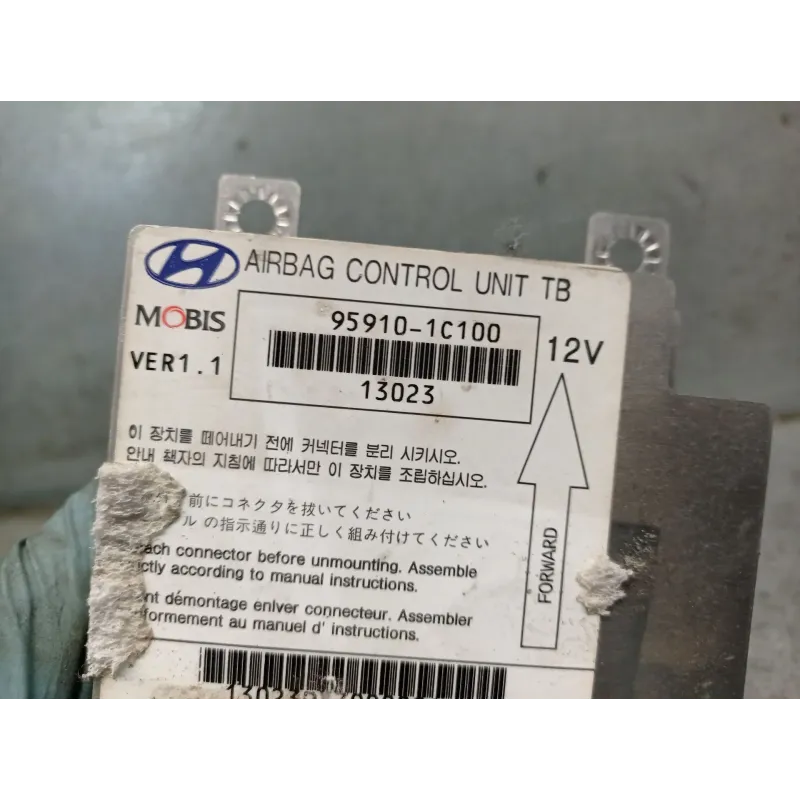 AIRBAG CONTROL UNIT TB
MOBIS
95910-1C100
12V
VER1.1
13023
이 장치를 떼어내기 전에 커넥터를 분리 시키시오.
안내 책자의 지침에 따라서만 이 장치를 조립하십시오.
前にコネクタを抜いてください
ル の指示通りに正しく組み付けてください
ach connector before unmounting. Assemble
ctly according to manual instructions.
nt démontage enlver connecteur. Assembler
formement au manuel d' instructions.
FORWARD